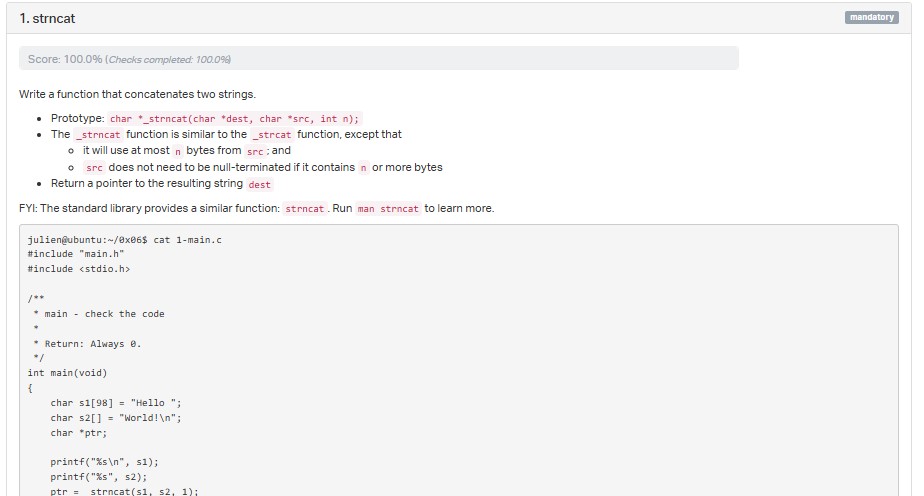 1. strncat
mandatory
Score: 100.0% (Checks completed: 100.0%)
Write a function that concatenates two strings.
• Prototype: char *_strncat(char *dest, char *src, int n);
• The _strncat function is similar to the _strcat function, except that
○ it will use at most n bytes from src ; and
○ src does not need to be null-terminated if it contains n or more bytes
• Return a pointer to the resulting string dest
FYI: The standard library provides a similar function: strncat . Run man strncat to learn more.
julien@ubuntu:~/0x06$ cat 1-main.c
#include "main.h"
#include <stdio.h>
/**
* main - check the code
*
* Return: Always 0.
*/
int main(void)
{
char s1[98] = "Hello ";
char s2[] = "World!\n";
char *ptr;
printf("%s\n", s1);
printf("%s", s2);
ptr = _strncat(s1, s2, 1);